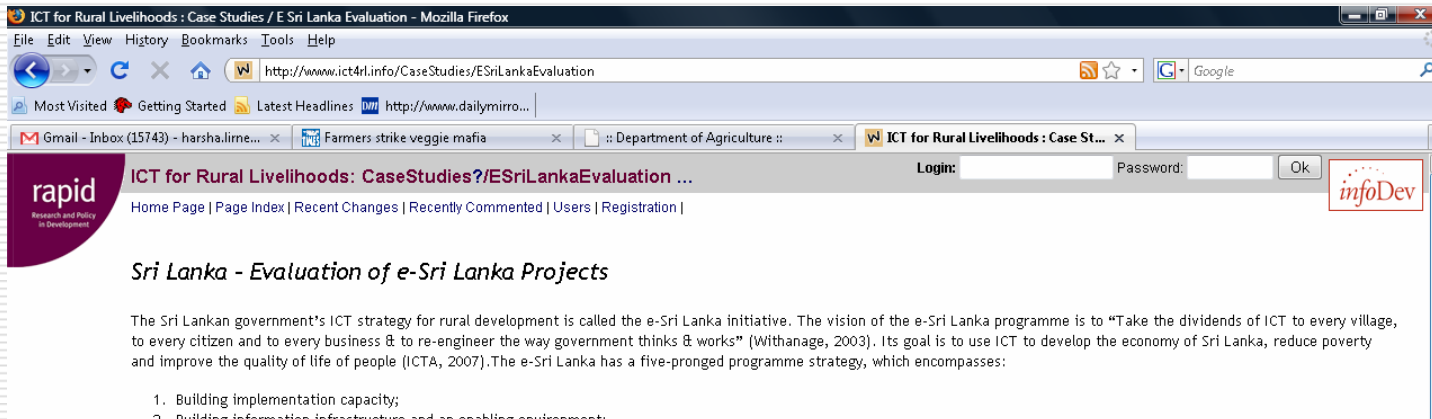 ICT for Rural Livelihoods : Case Studies / E Sri Lanka Evaluation - Mozilla Firefox
File Edit View History Bookmarks Tools Help
http://www.ict4rl.info/CaseStudies/ESriLankaEvaluation
G Google
Most Visited Getting Started Latest Headlines DM http://www.dailymirro...
Gmail - Inbox (15743) - harsha.lirne... Farmers strike veggie mafia :: Department of Agriculture :: ICT for Rural Livelihoods : Case St...
rapid
Research and Policy
in Development
ICT for Rural Livelihoods: CaseStudies?/ESriLankaEvaluation ...
Login: Password: Ok
infoDev
Home Page | Page Index | Recent Changes | Recently Commented | Users | Registration |
Sri Lanka - Evaluation of e-Sri Lanka Projects
The Sri Lankan government's ICT strategy for rural development is called the e-Sri Lanka initiative. The vision of the e-Sri Lanka programme is to “Take the dividends of ICT to every village,
to every citizen and to every business & to re-engineer the way government thinks & works” (Withanage, 2003). Its goal is to use ICT to develop the economy of Sri Lanka, reduce poverty
and improve the quality of life of people (ICTA, 2007).The e-Sri Lanka has a five-pronged programme strategy, which encompasses:
1. Building implementation capacity;
2. Building information infrastructure and an enabling environment;